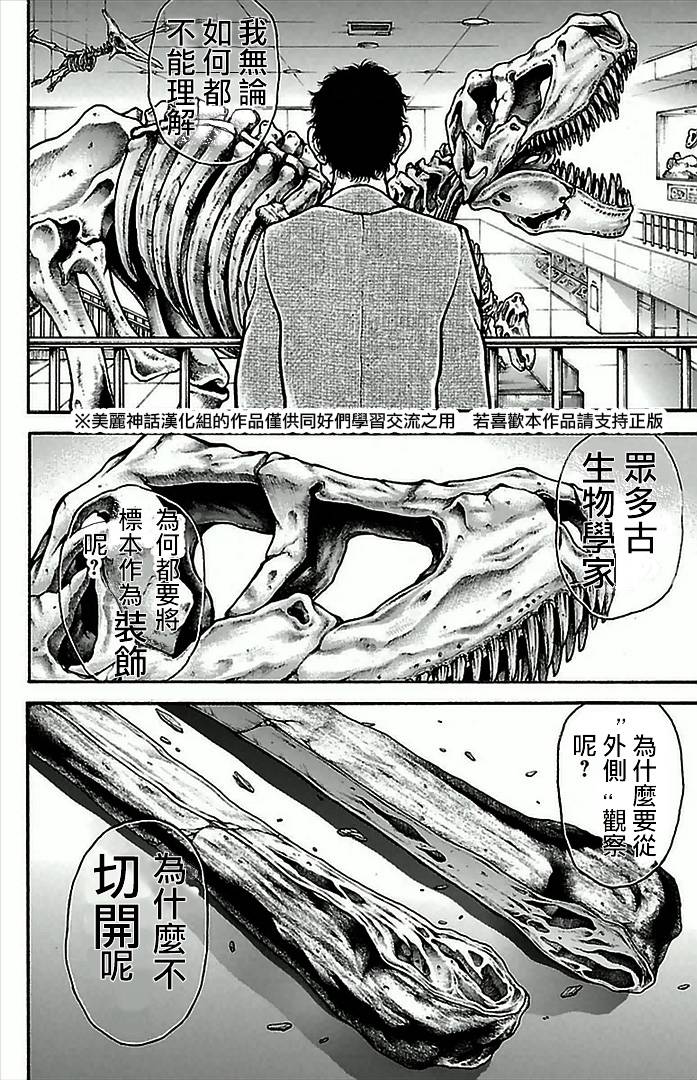 我無論
如何都
不能理解
※美麗神話漢化組的作品僅供同好們學習交流之用　若喜歡本作品請支持正版
眾多古
生物學家
為何都要將
標本作為裝飾
呢?
為什麼要從
"外側"觀察
呢?
為什麼不
切開呢